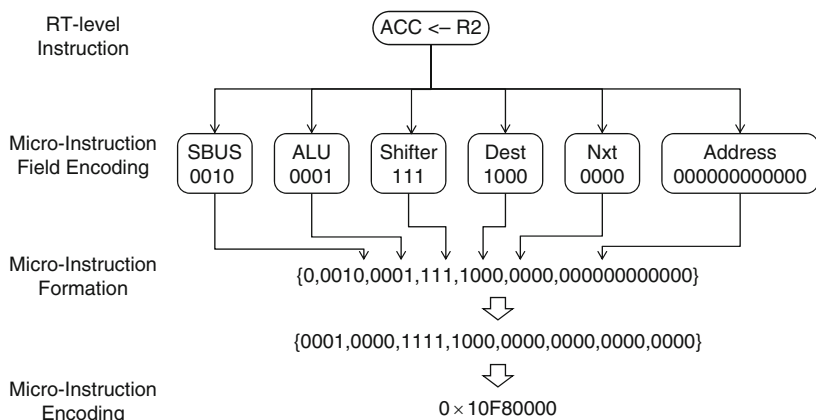 RT-level
Instruction
ACC <– R2
Micro-Instruction
Field Encoding
SBUS
0010
ALU
0001
Shifter
111
Dest
1000
Nxt
0000
Address
000000000000
Micro-Instruction
Formation
{0,0010,0001,111,1000,0000,000000000000}
{0001,0000,1111,1000,0000,0000,0000,0000}
Micro-Instruction
Encoding
0 × 10F80000